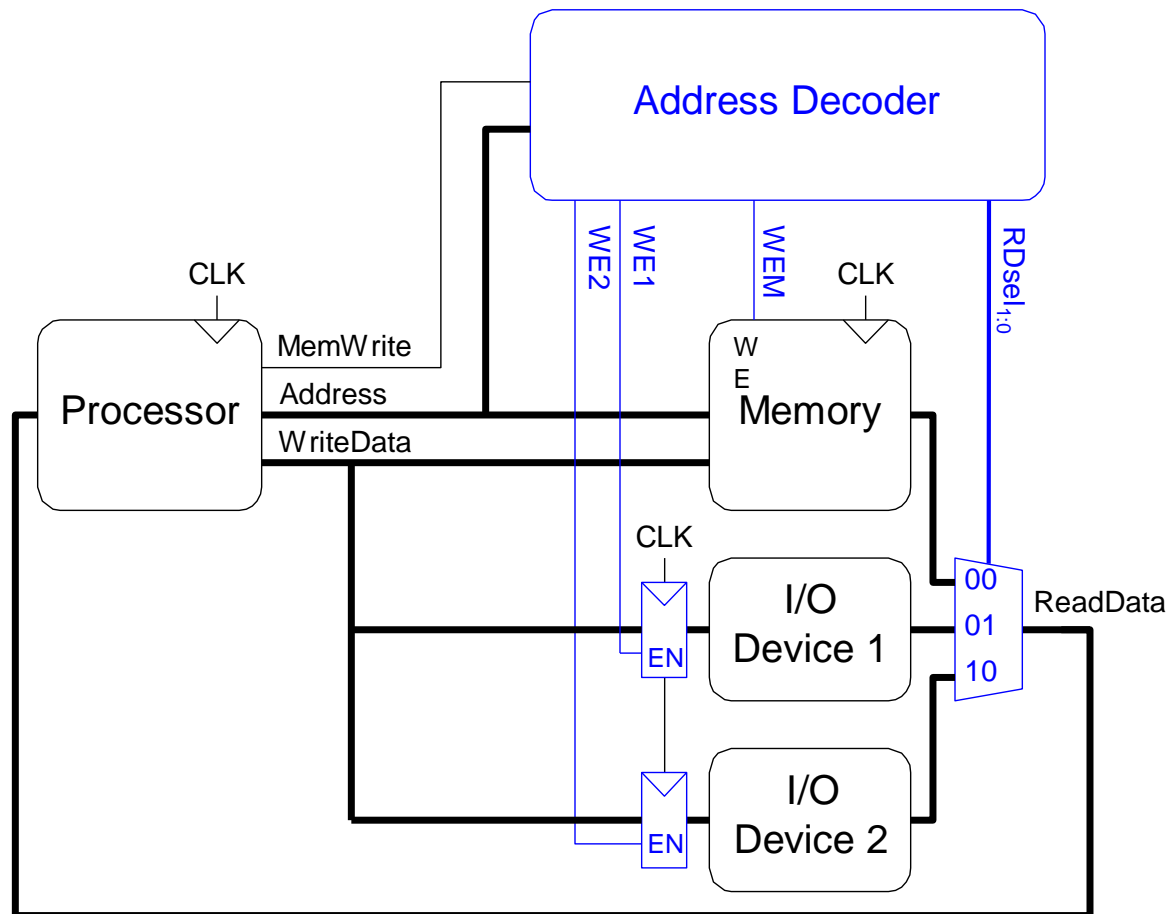 Address Decoder
WE2
WE1
WEM
RDsel1:0
CLK
CLK
MemWrite
Address
WriteData
Processor
W
E
Memory
CLK
EN
I/O
Device 1
00
01
10
ReadData
EN
I/O
Device 2